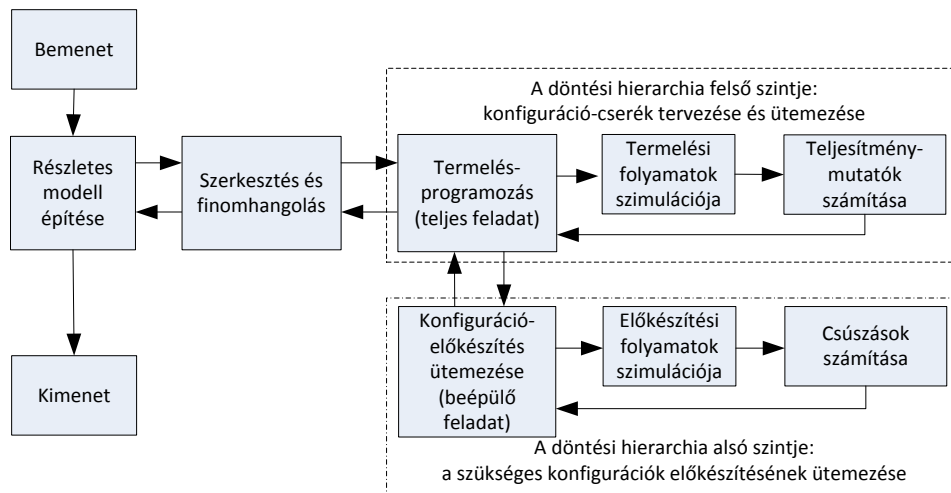 Bemenet
Részletes
modell
építése
Kimenet
Szerkesztés és
finomhangolás
A döntési hierarchia felső szintje:
konfiguráció-cserék tervezése és ütemezése
Termelés-
programozás
(teljes feladat)
Termelési
folyamatok
szimulációja
Teljesítmény-
mutatók
számítása
Konfiguráció-
előkészítés
ütemezése
(beépülő
feladat)
Előkészítési
folyamatok
szimulációja
Csúszások
számítása
A döntési hierarchia alsó szintje:
a szükséges konfigurációk előkészítésének ütemezése